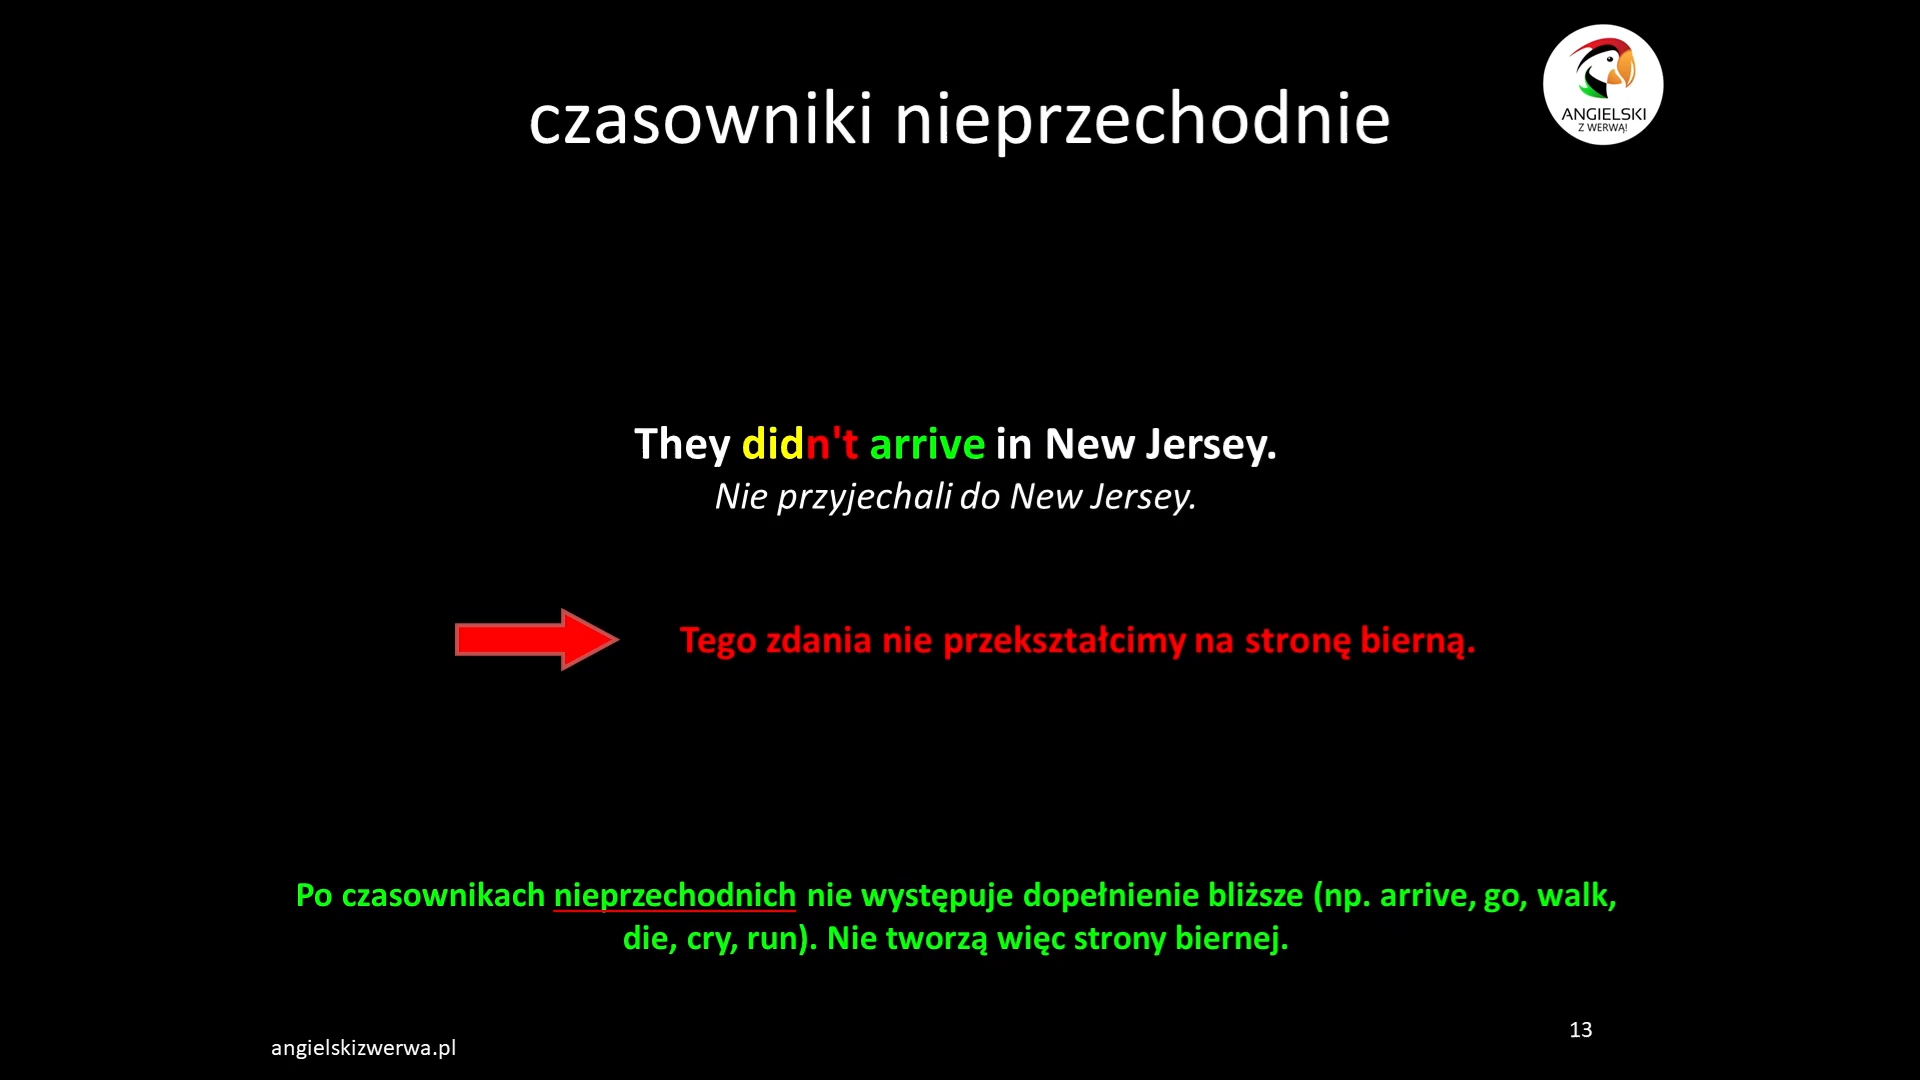 ANGIELSKI
Z WERWĄ!
czasowniki nieprzechodnie
They didn't arrive in New Jersey.
Nie przyjechali do New Jersey.
Tego zdania nie przekształcimy na stronę bierną.
Po czasownikach nieprzechodnich nie występuje dopełnienie bliższe (np. arrive, go, walk,
die, cry, run). Nie tworzą więc strony biernej.
13
angielskizwerwa.pl